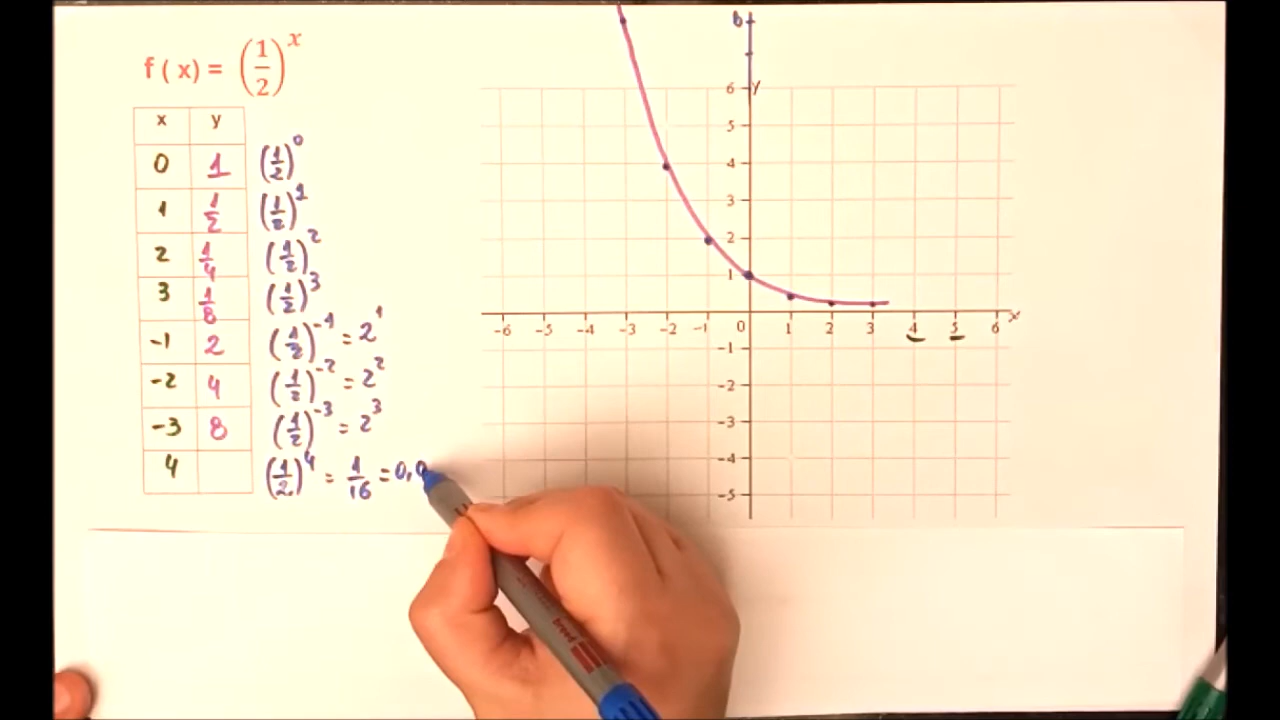 f ( x) = (1/2)^x
x y
0 1 (1/2)^0
1 1/2 (1/2)^1
2 1/4 (1/2)^2
3 1/8 (1/2)^3
-1 2 (1/2)^-1 = 2^1
-2 4 (1/2)^-2 = 2^2
-3 8 (1/2)^-3 = 2^3
4 (1/2)^4 = 1/16 = 0,0
y
6
5
4
3
2
1
-6 -5 -4 -3 -2 -1 0 1 2 3 4 5 6 x
-1
-2
-3
-4
-5
broad